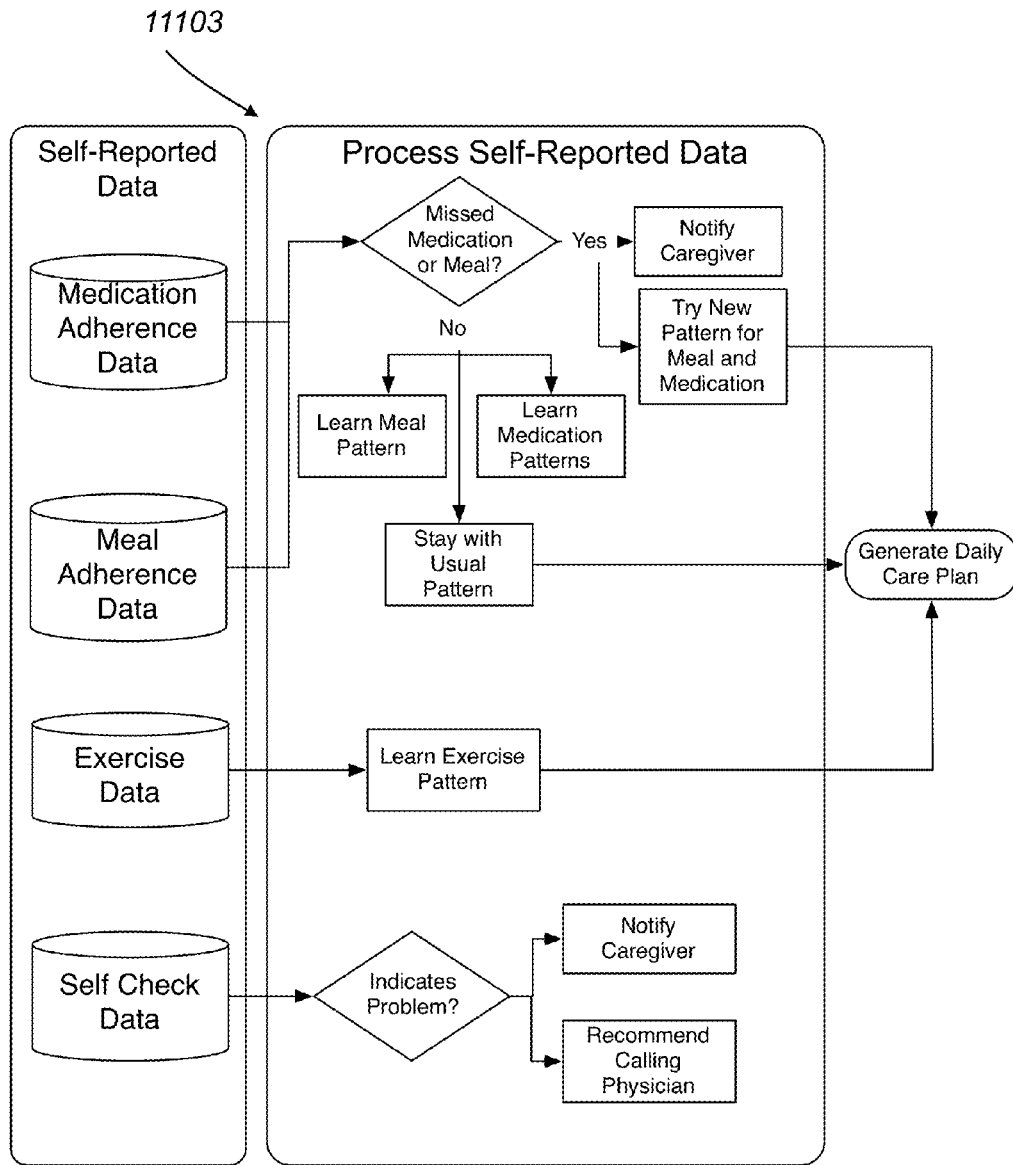 11103
Self-Reported
Data
Process Self-Reported Data
Missed
Medication
or Meal?
Yes
Notify
Caregiver
Medication
Adherence
Data
Try New
Pattern for
Meal and
Medication
No
Learn Meal
Pattern
Learn
Medication
Patterns
Meal
Adherence
Data
Stay with
Usual
Pattern
Generate Daily
Care Plan
Exercise
Data
Learn Exercise
Pattern
Self Check
Data
Indicates
Problem?
Notify
Caregiver
Recommend
Calling
Physician